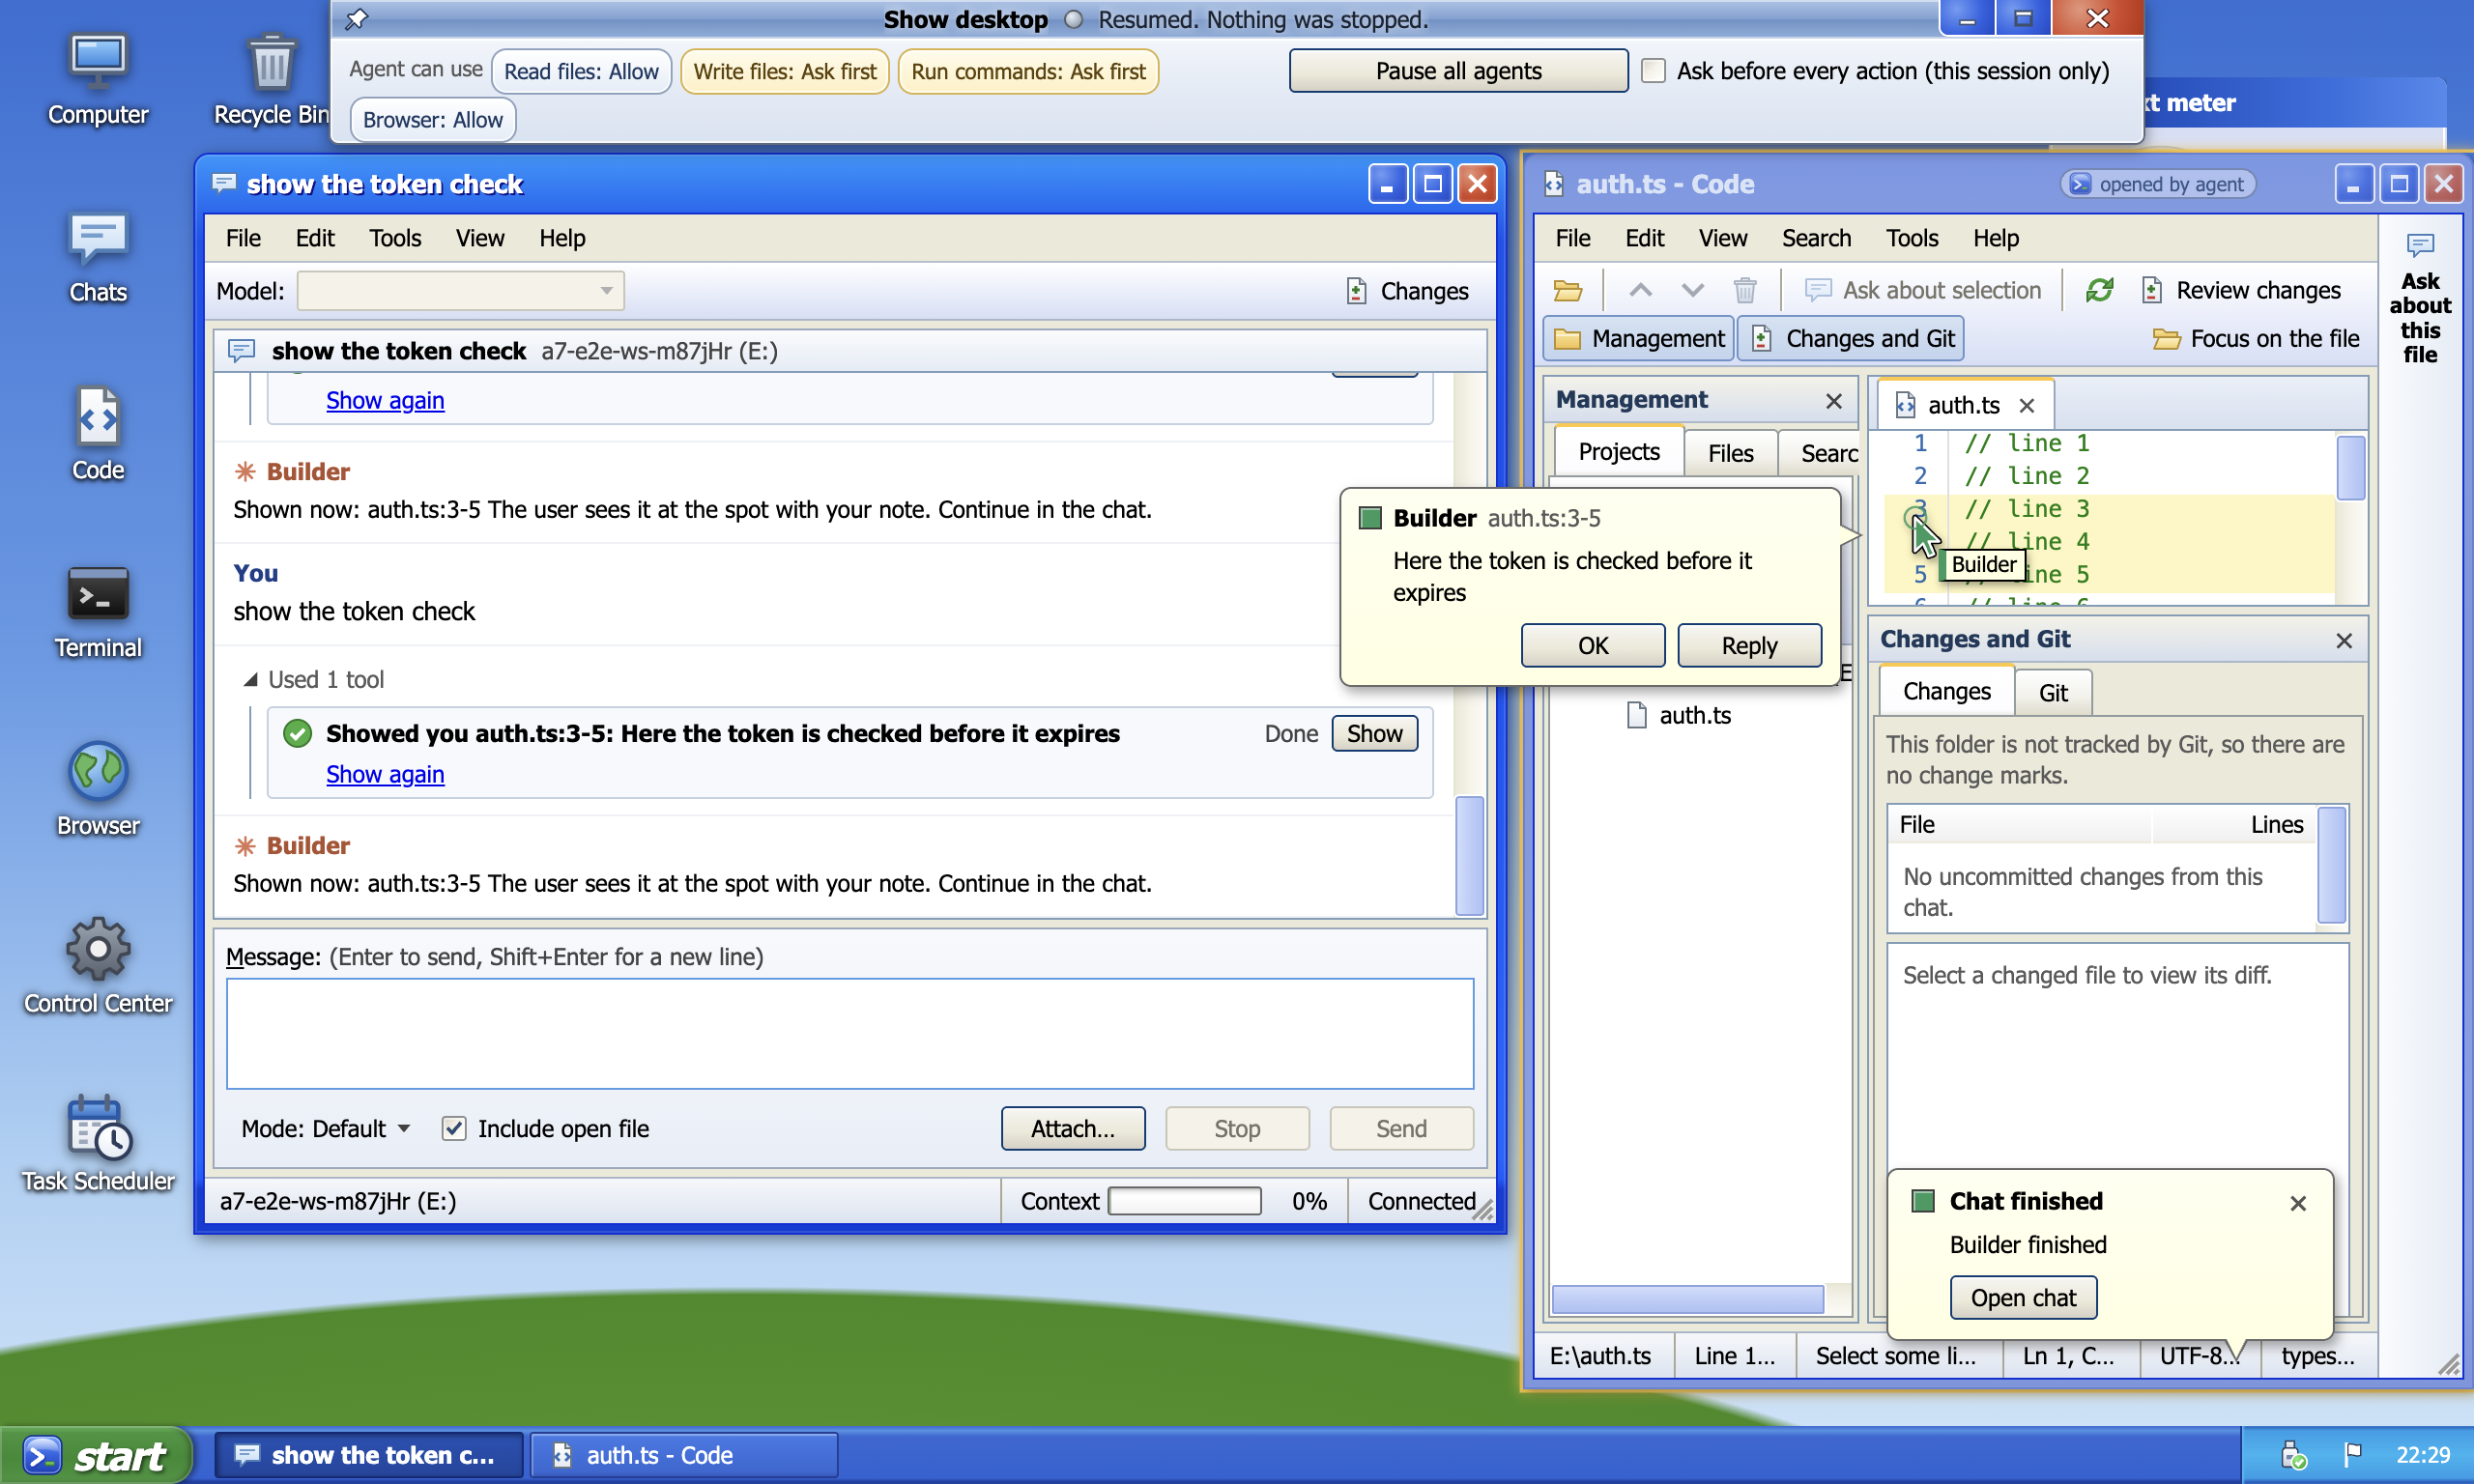 Show desktop Resumed. Nothing was stopped.
Agent can use Read files: Allow Write files: Ask first Run commands: Ask first Pause all agents Ask before every action (this session only)
Browser: Allow
Computer
Recycle Bin
Chats
Code
Terminal
Browser
Control Center
Task Scheduler
xt meter
show the token check
File Edit Tools View Help
Model: Changes
show the token check a7-e2e-ws-m87jHr (E:)
Show again
Builder
Shown now: auth.ts:3-5 The user sees it at the spot with your note. Continue in the chat.
You
show the token check
Used 1 tool
Showed you auth.ts:3-5: Here the token is checked before it expires Done Show
Show again
Builder
Shown now: auth.ts:3-5 The user sees it at the spot with your note. Continue in the chat.
Message: (Enter to send, Shift+Enter for a new line)
Mode: Default Include open file Attach... Stop Send
a7-e2e-ws-m87jHr (E:) Context 0% Connected
auth.ts - Code opened by agent
File Edit View Search Tools Help
Ask about selection Review changes
Management Changes and Git Focus on the file
Ask
about
this
file
Management
Projects Files Searc
auth.ts
auth.ts
1 // line 1
2 // line 2
3 // line 3
// line 4
5 // line 5
6 // line 6
Builder
Builder auth.ts:3-5
Here the token is checked before it
expires
OK Reply
Changes and Git
Changes Git
This folder is not tracked by Git, so there are
no change marks.
File Lines
No uncommitted changes from this
chat.
Select a changed file to view its diff.
Chat finished
Builder finished
Open chat
E:\auth.ts Line 1... Select some li... Ln 1, C... UTF-8... types...
start show the token c... auth.ts - Code 22:29